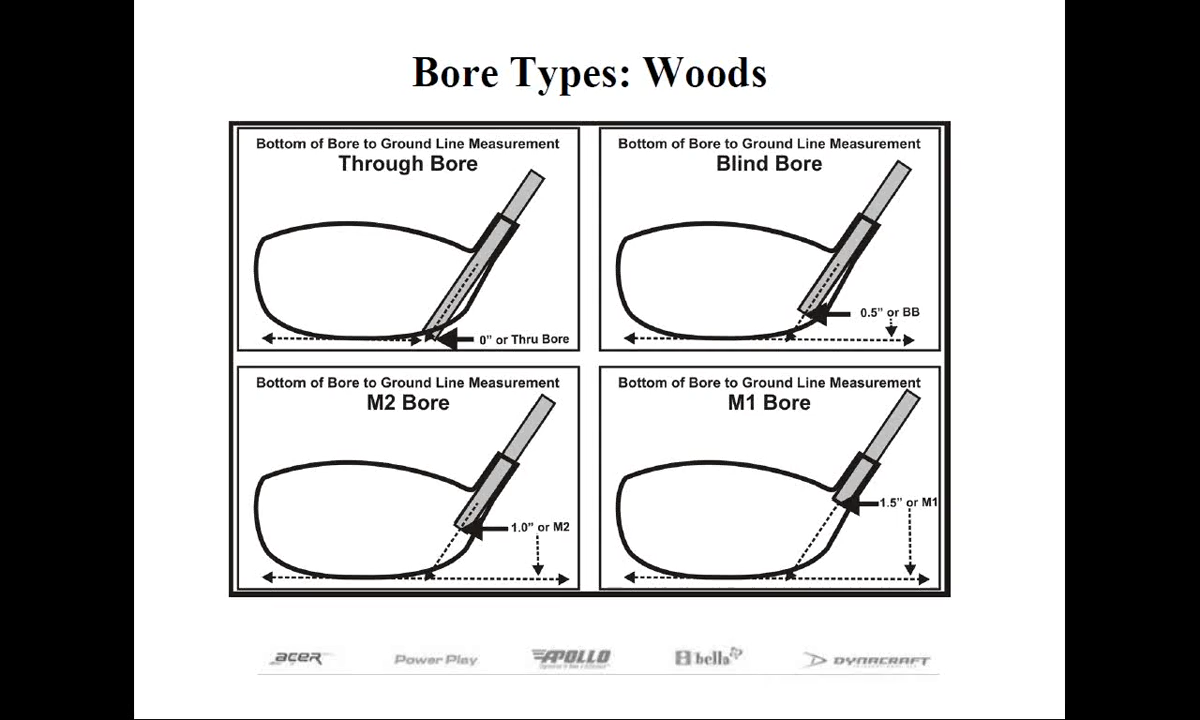 Bore Types: Woods
Bottom of Bore to Ground Line Measurement
Through Bore
0" or Thru Bore
Bottom of Bore to Ground Line Measurement
Blind Bore
0.5" or BB
Bottom of Bore to Ground Line Measurement
M2 Bore
1.0" or M2
Bottom of Bore to Ground Line Measurement
M1 Bore
1.5" or M1
acer
Power Play
APOLLO
bella
DYNACRAFT